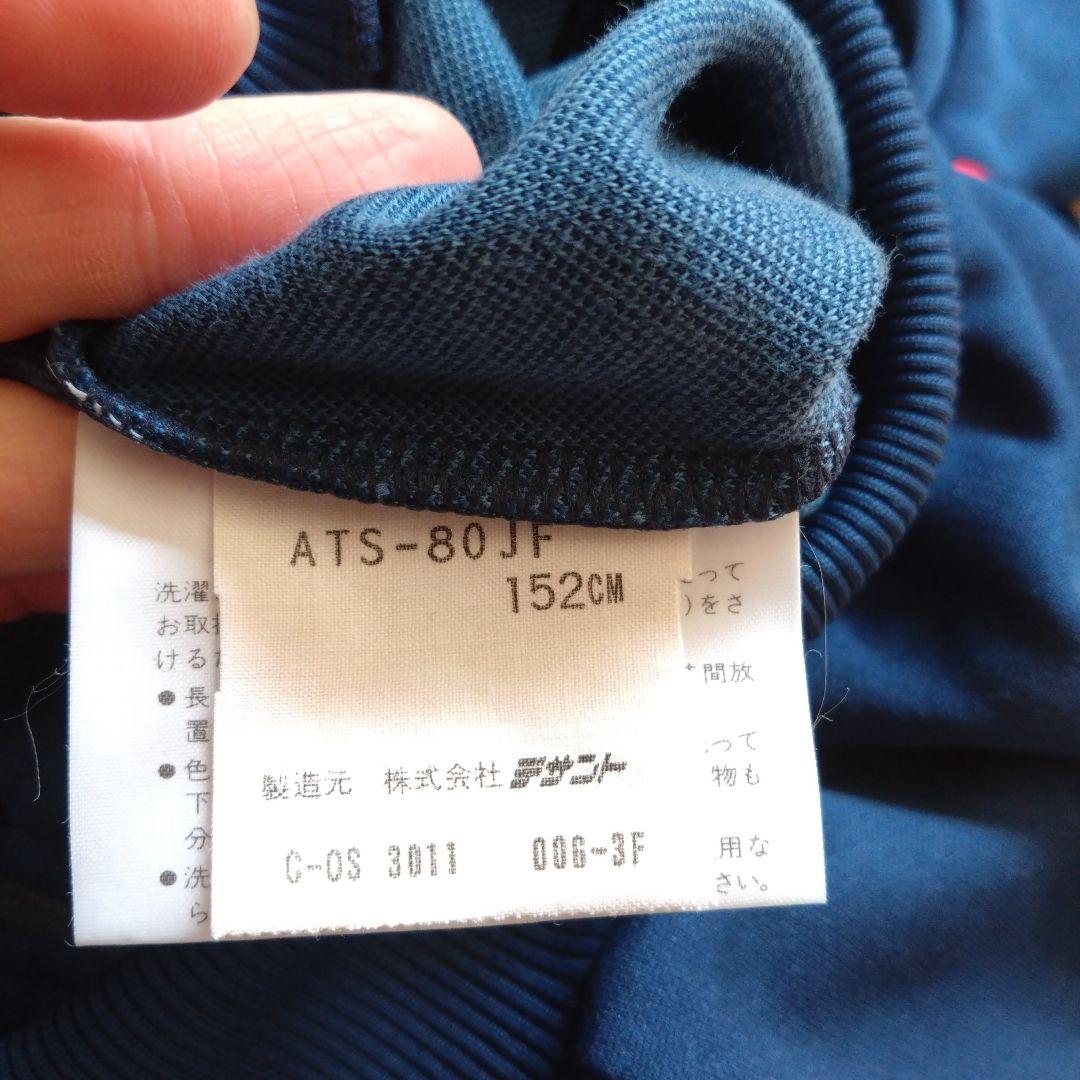 ATS-80JF
152CM
製造元 株式会社デサント
C-OS 3011 006-3F
洗濯
って
お取
)をさ
ける
● 長
間放
置
● 色
って
下
物も
分
● 洗
用な
ら
さい。